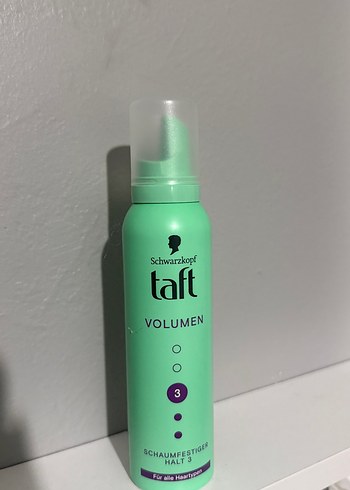 Schwarzkopf
taft
VOLUMEN
3
SCHAUMFESTIGER
HALT 3
Für alle Haartypen